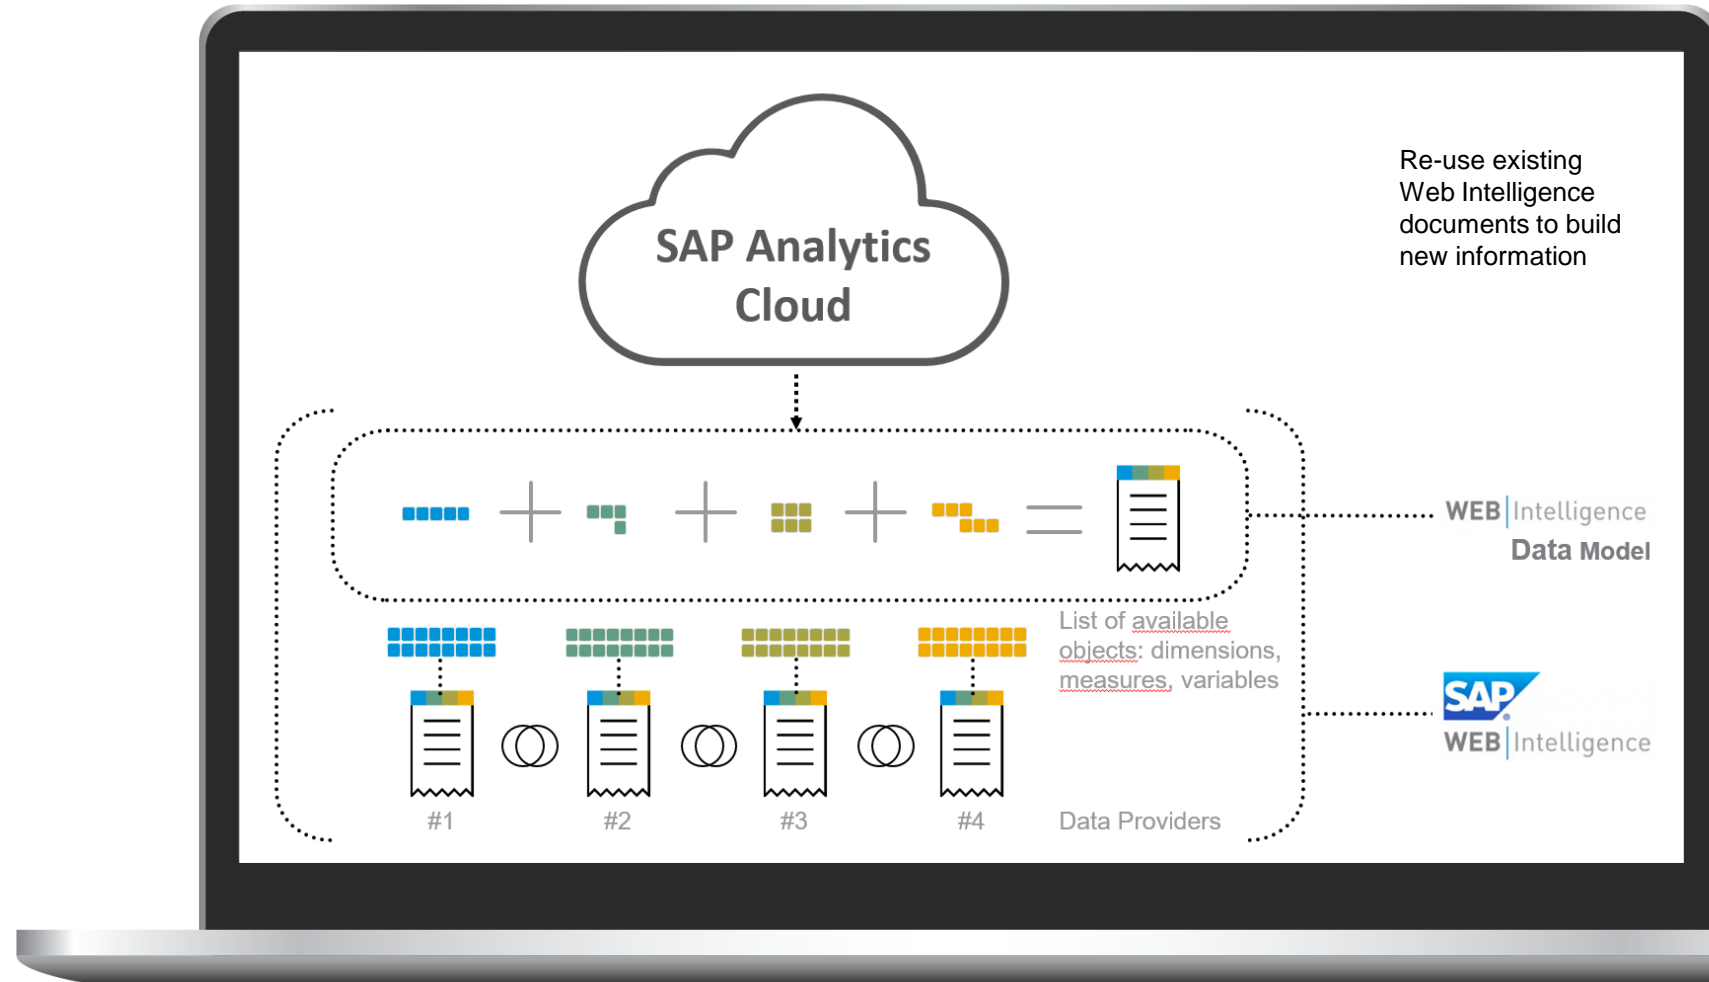 SAP Analytics
Cloud
Re-use existing
Web Intelligence
documents to build
new information
WEB Intelligence
Data Model
List of available
objects: dimensions,
measures, variables
SAP®
WEB Intelligence
#1
#2
#3
#4
Data Providers